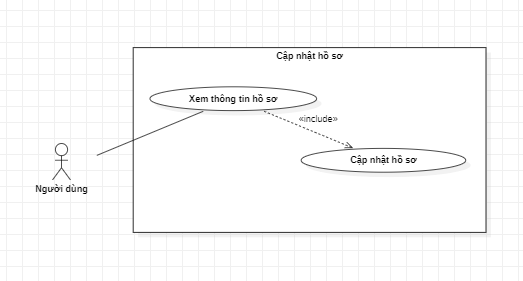 Cập nhật hồ sơ
Xem thông tin hồ sơ
«include»
Cập nhật hồ sơ
Người dùng